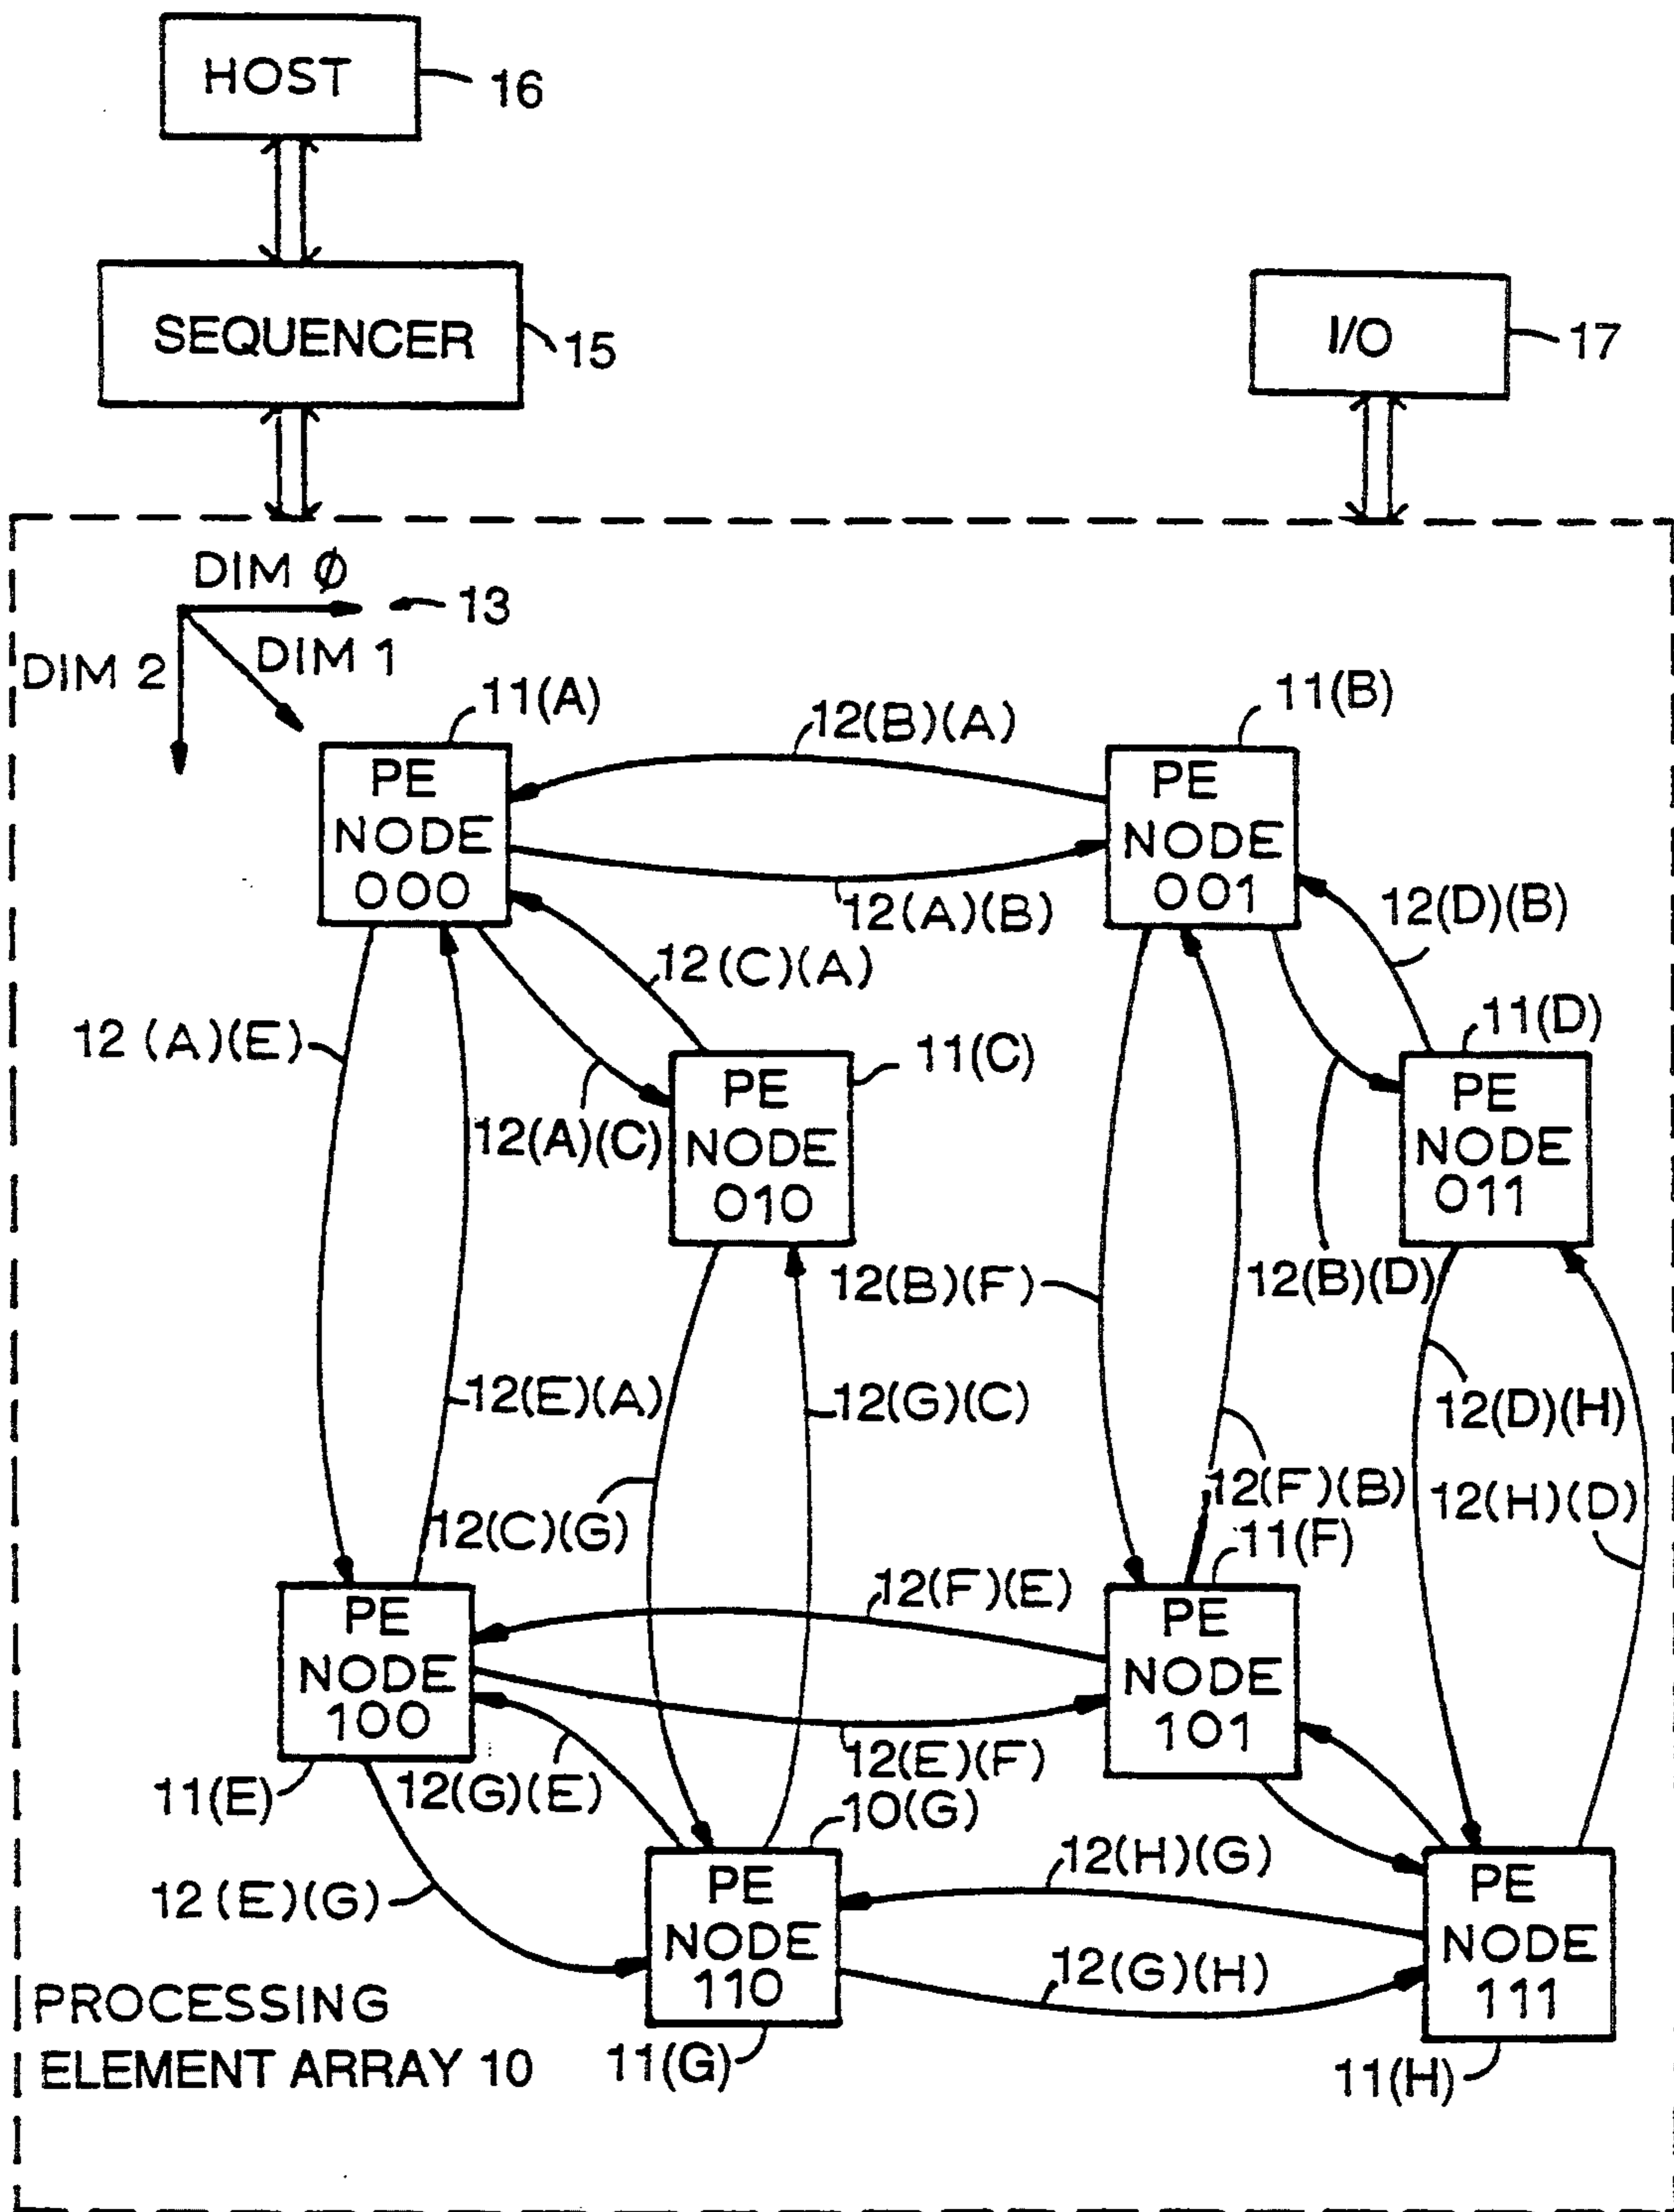 HOST
16
SEQUENCER
15
I/O
17
DIM Ø
13
DIM 1
DIM 2
11(A)
12(B)(A)
11(B)
PE
NODE
000
PE
NODE
001
12(A)(B)
12(D)(B)
12(C)(A)
12 (A)(E)
11(C)
11(D)
12(A)(C)
PE
NODE
010
PE
NODE
011
12(B)(F)
12(B)(D)
12(E)(A)
12(G)(C)
12(D)(H)
12(C)(G)
12(F)(B)
12(H)(D)
11(F)
12(F)(E)
PE
NODE
100
PE
NODE
101
12(E)(F)
11(E)
12(G)(E)
10(G)
12(H)(G)
12 (E)(G)
PE
NODE
110
PE
NODE
111
12(G)(H)
PROCESSING
ELEMENT ARRAY 10
11(G)
11(H)